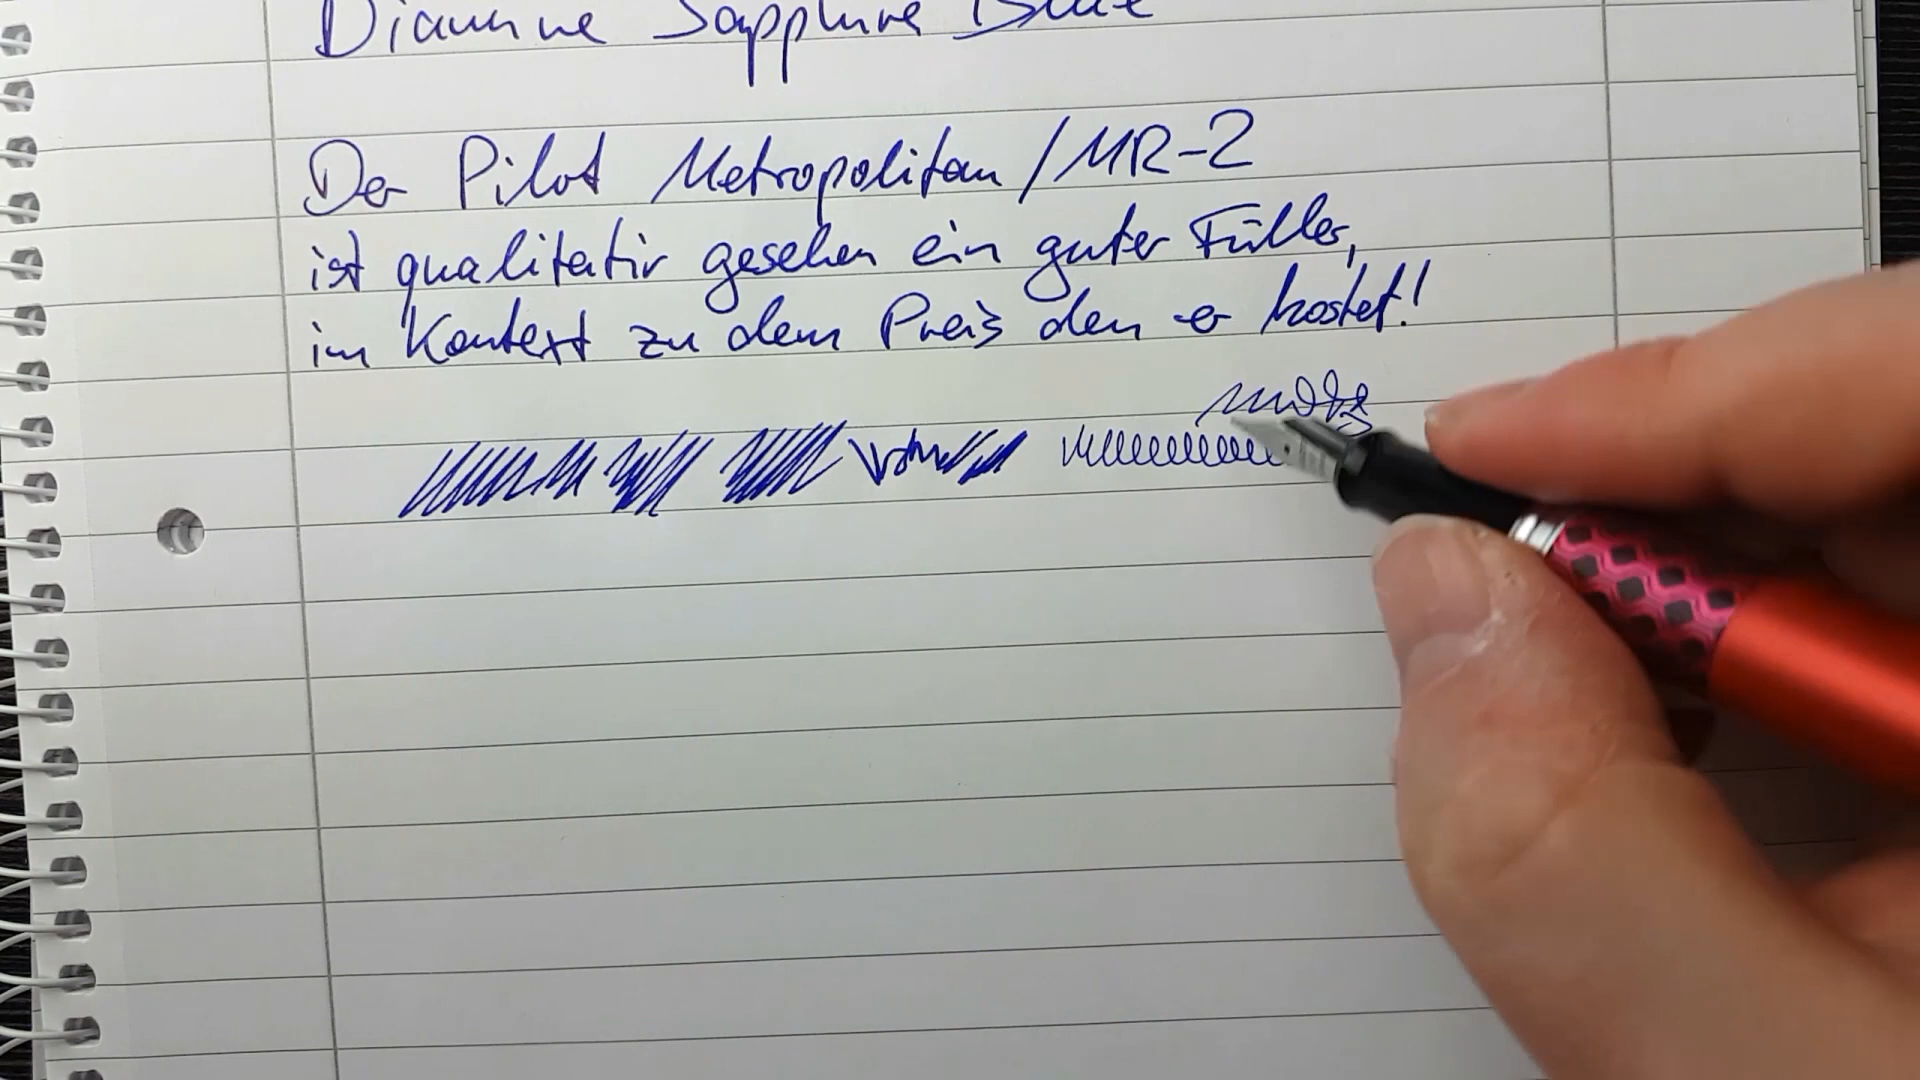 Diamine Sapphire Blue
Der Pilot Metropolitan/MR-2
ist qualitativ gesehen ein guter Füller,
im Kontext zu dem Preis den er kostet!